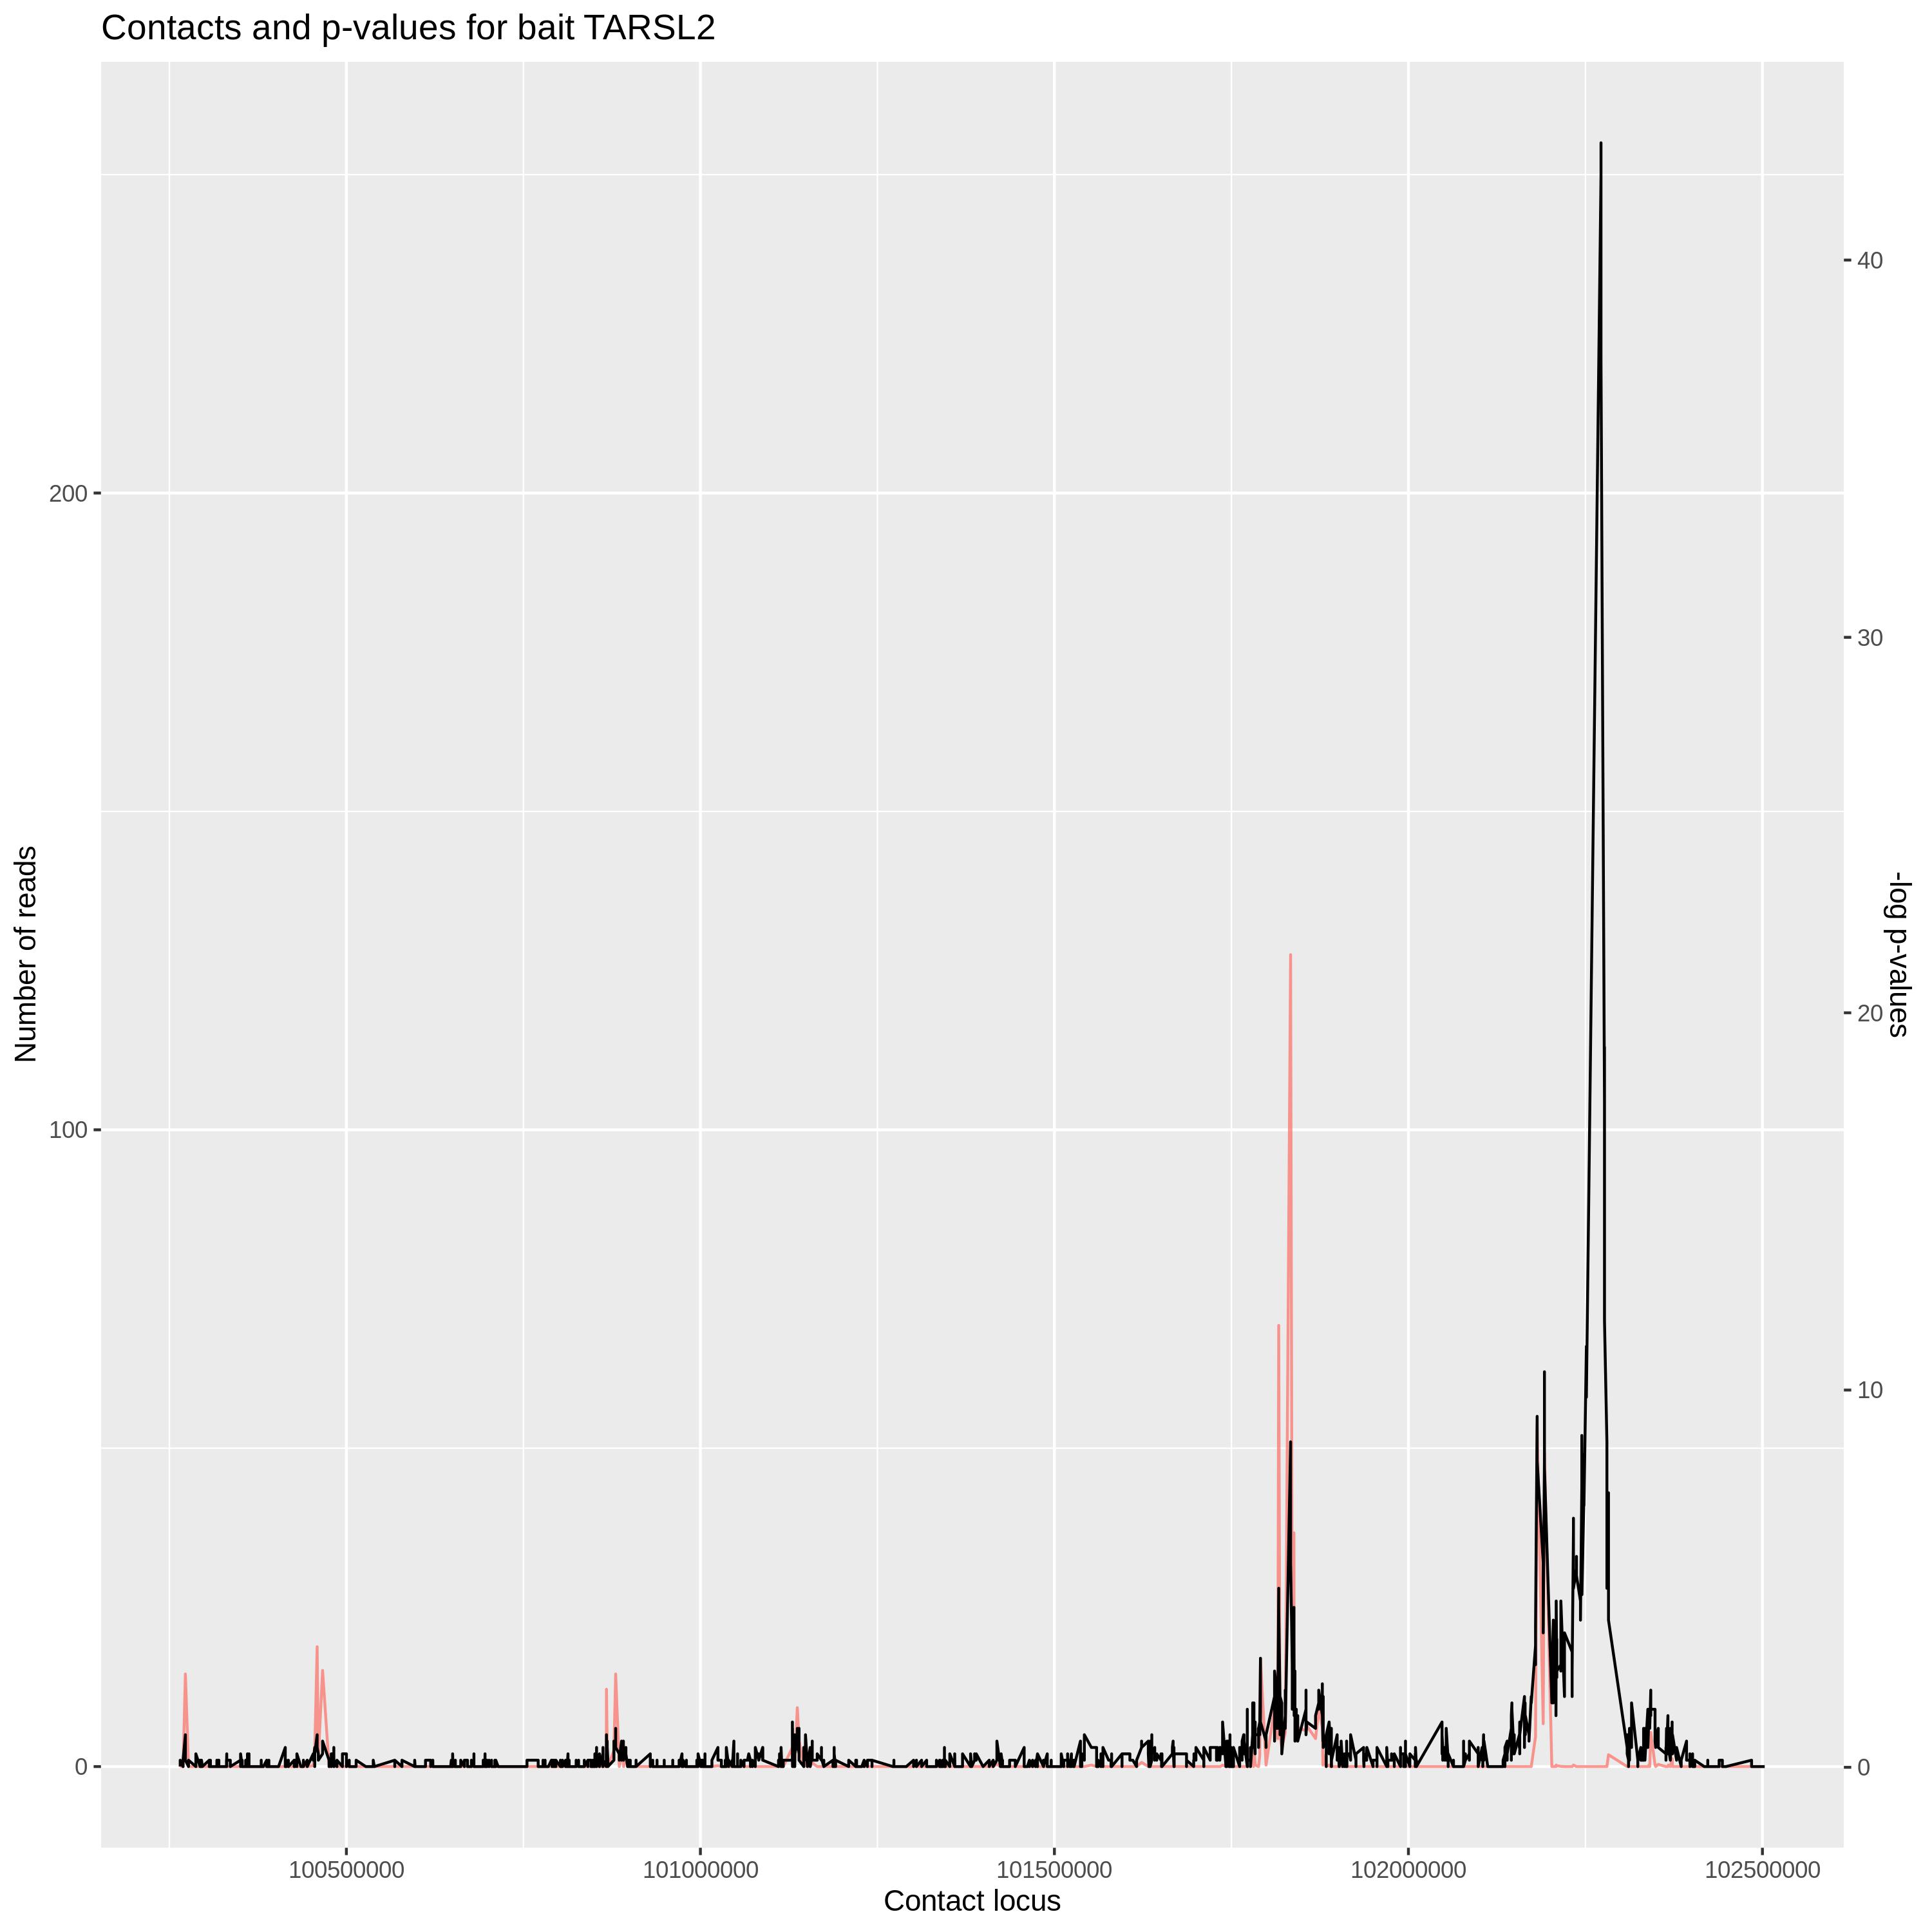 Contacts and p-values for bait TARSL2
200
100
0
Number of reads
40
30
20
10
0
-log p-values
100500000 101000000 101500000 102000000 102500000
Contact locus